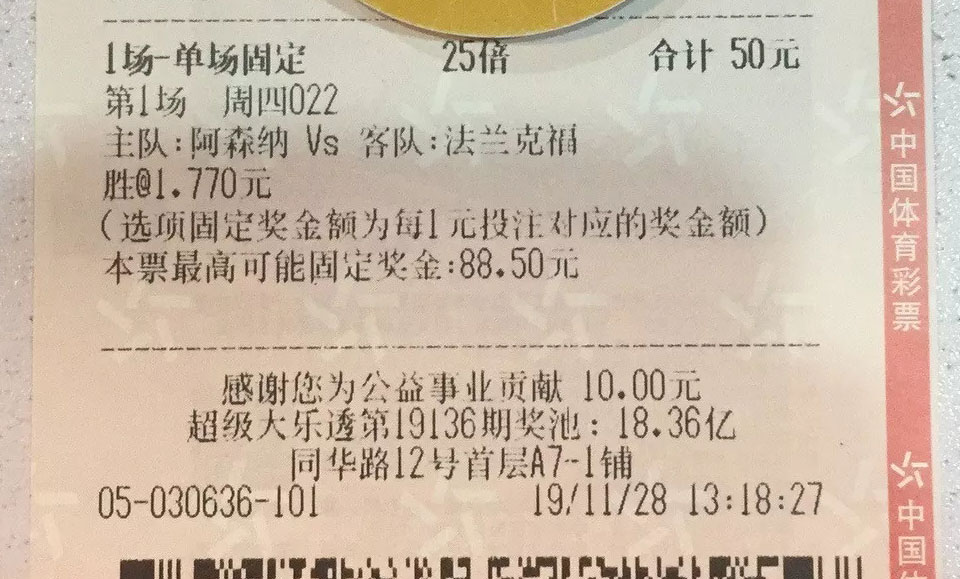 1场-单场固定 25倍 合计 50元
第1场 周四022
主队:阿森纳 Vs 客队:法兰克福
胜@1.770元
(选项固定奖金额为每1元投注对应的奖金额)
本票最高可能固定奖金:88.50元
感谢您为公益事业贡献 10.00元
超级大乐透第19136期奖池: 18.36亿
同华路12号首层A7-1铺
05-030636-101 19/11/28 13:18:27
中国体育彩票
中国体